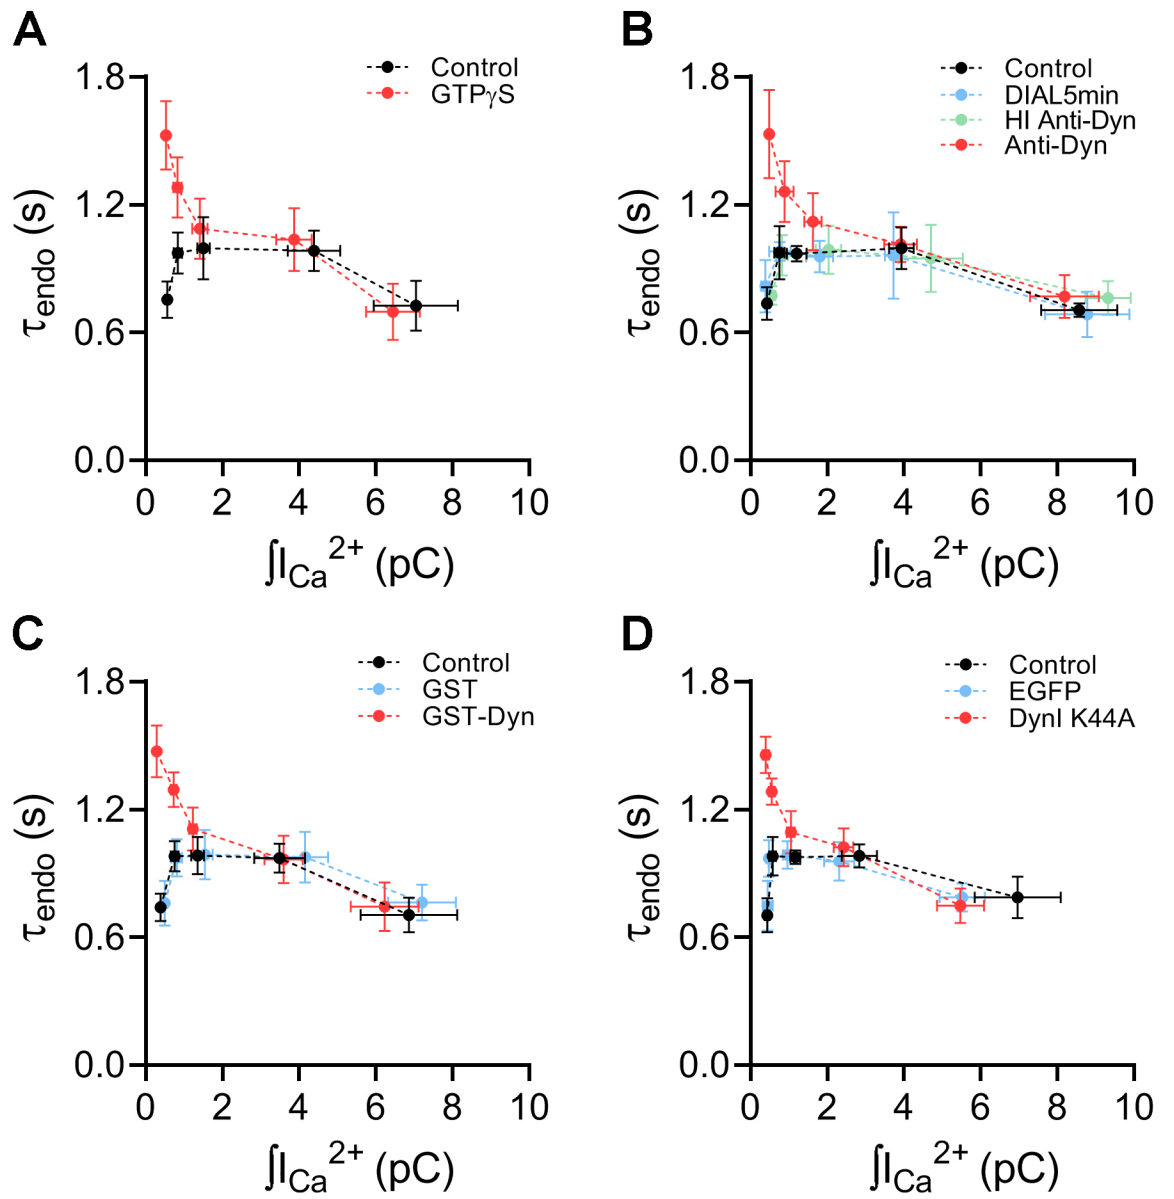 A
Control
GTPγS
1.8
1.2
0.6
0.0
τendo (s)
0 2 4 6 8 10
∫ICa2+ (pC)
B
Control
DIAL5min
HI Anti-Dyn
Anti-Dyn
1.8
1.2
0.6
0.0
τendo (s)
0 2 4 6 8 10
∫ICa2+ (pC)
C
Control
GST
GST-Dyn
1.8
1.2
0.6
0.0
τendo (s)
0 2 4 6 8 10
∫ICa2+ (pC)
D
Control
EGFP
DynI K44A
1.8
1.2
0.6
0.0
τendo (s)
0 2 4 6 8 10
∫ICa2+ (pC)